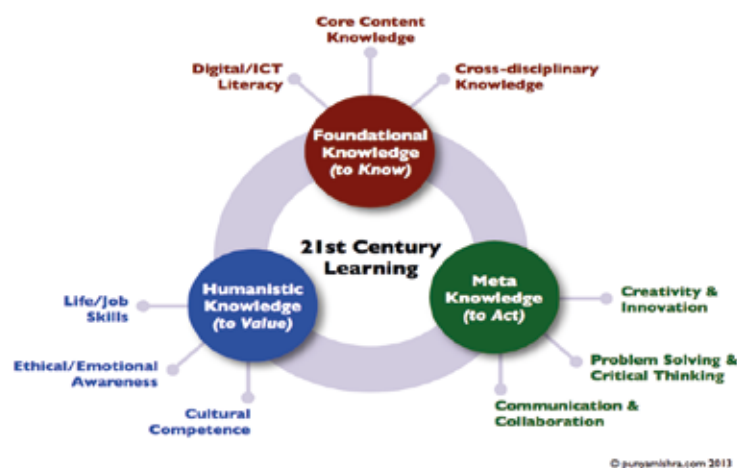 Core Content
Knowledge
Digital/ICT
Literacy
Cross-disciplinary
Knowledge
Foundational
Knowledge
(to Know)
21st Century
Learning
Humanistic
Knowledge
(to Value)
Meta
Knowledge
(to Act)
Life/Job
Skills
Ethical/Emotional
Awareness
Cultural
Competence
Creativity &
Innovation
Problem Solving &
Critical Thinking
Communication &
Collaboration
© punyamishra.com 2013